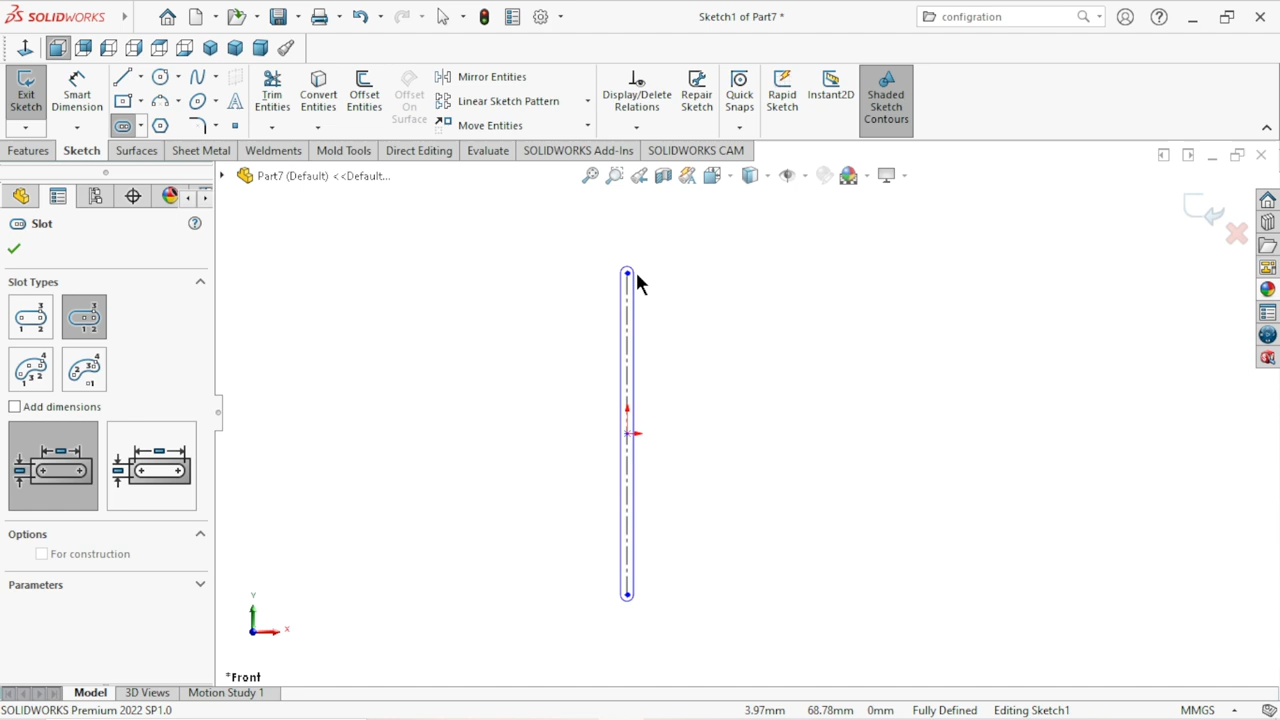 SOLIDWORKS
Sketch1 of Part7 *
configration
Exit Sketch
Smart Dimension
Trim Entities
Convert Entities
Offset Entities
Offset On Surface
Mirror Entities
Linear Sketch Pattern
Move Entities
Display/Delete Relations
Repair Sketch
Quick Snaps
Rapid Sketch
Instant2D
Shaded Sketch Contours
Features Sketch Surfaces Sheet Metal Weldments Mold Tools Direct Editing Evaluate SOLIDWORKS Add-Ins SOLIDWORKS CAM
Part7 (Default) <<Default...
Slot
Slot Types
Add dimensions
Options
For construction
Parameters
Y
X
*Front
Model 3D Views Motion Study 1
SOLIDWORKS Premium 2022 SP1.0 3.97mm 68.78mm 0mm Fully Defined Editing Sketch1 MMGS